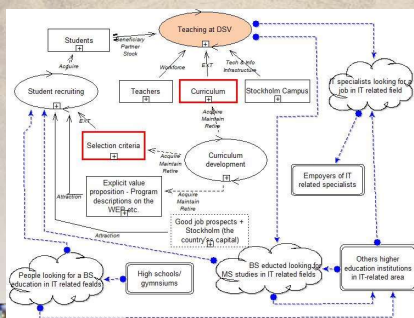 Students
Beneficiary
Partner
Stock
Teaching at DSV
Acquire
Workforce
EXT
Tech & Info
Infrastructure
Student recruiting
Teachers
Curriculum
Stockholm Campus
IT specialists looking for a
job in IT related field
Acquire
Maintain
Retire
EXT
Selection criteria
Acquire
Maintain
Retire
Curriculum
development
Empoyers of IT
related specialists
Attraction
Explicit value
proposition - Program
descriptions on the
WEB etc.
Acquire
Maintain
Retire
Good job prospects +
Stockholm (the
country'se capital)
Attraction
People looking for a BS
education in IT related fealds
High schools/
gymnsiums
BS educted looking for
MS studies in IT related fields
Others higher
education institutions
in IT-related area